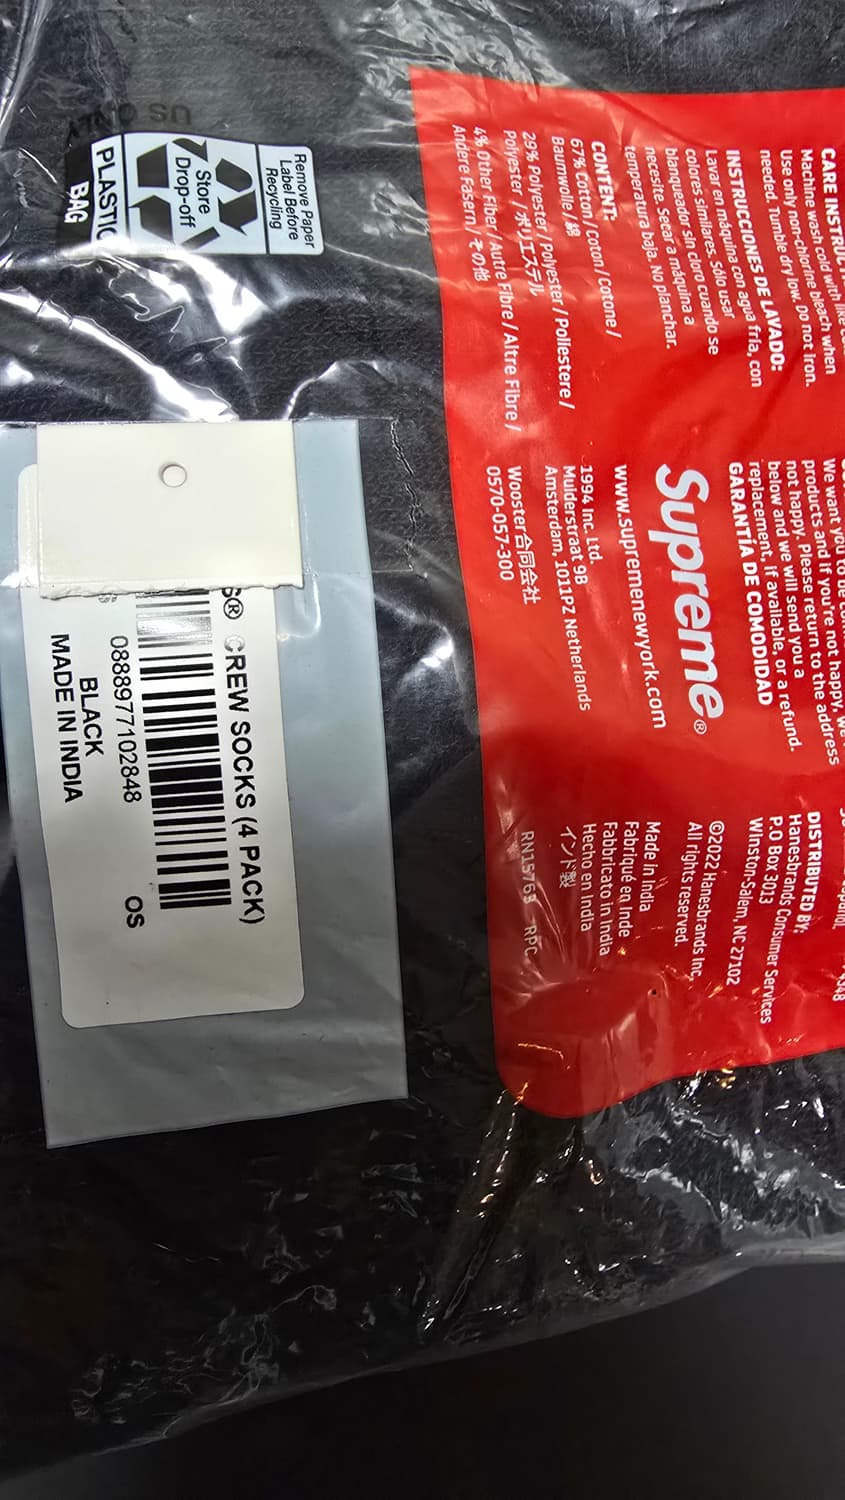 CARE INSTRUC
Machine wash cold with like
Use only non-chlorine bleach when
needed. Tumble dry low. Do not iron.
INSTRUCCIONES DE LAVADO:
Lavar en máquina con agua fría, con
colores similares. Sólo usar
blanqueador sin cloro cuando se
necesite. Secar a máquina a
temperatura baja. No planchar.
CONTENT:
67% Cotton / Coton / Cotone /
Baumwolle / 綿
29% Polyester / Polyester / Poliestere /
Polyester / ポリエステル
4% Other Fiber / Autre Fibre / Altre Fibre /
Andere Fasern / その他
We want you to be
products and if you're not happy, we
not happy. Please return to the address
below and we will send you a
replacement, if available, or a refund.
GARANTÍA DE COMODIDAD
Supreme®
www.supremenewyork.com
1994 Inc. Ltd.
Muiderstraat 9B
Amsterdam, 1011PZ Netherlands
Wooster合同会社
0570-057-300
DISTRIBUTED BY:
Hanesbrands Consumer Services
P.O Box 3013
Winston-Salem, NC 27102
©2022 Hanesbrands Inc.
All rights reserved.
Made in India
Fabriqué en Inde
Fabbricato in India
Hecho en India
インド製
RN15763 RPC
Remove Paper
Label Before
Recycling
Store
Drop-off
PLASTIC
BAG
US ONLY
® CREW SOCKS (4 PACK)
0888977102848 OS
BLACK
MADE IN INDIA